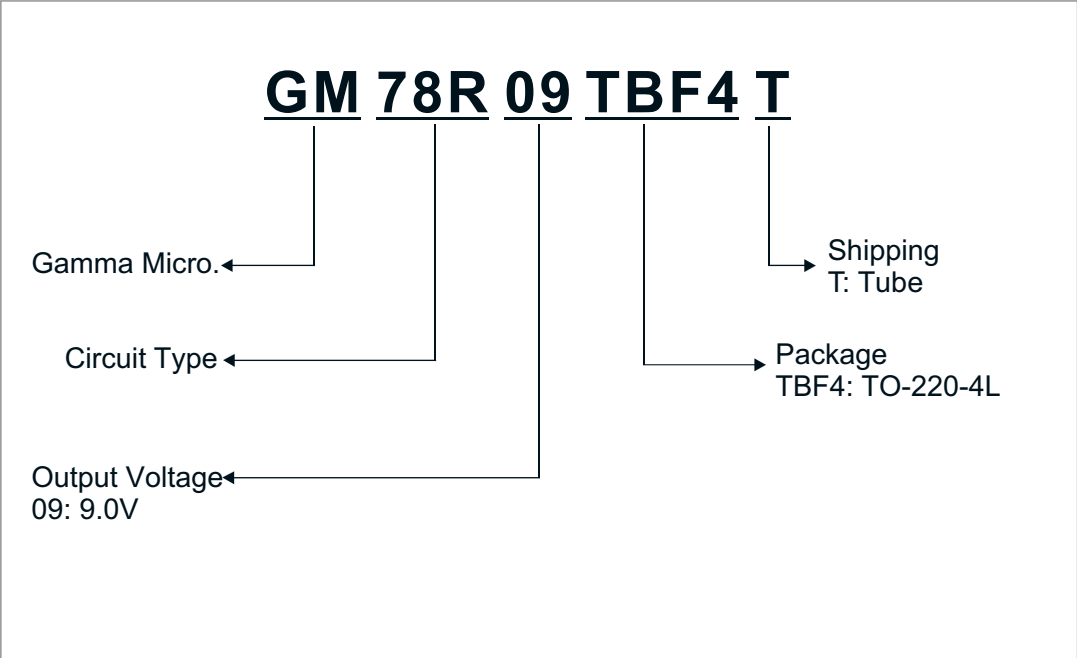 GM 78R 09 TBF4 T
Gamma Micro.
Shipping
T: Tube
Circuit Type
Package
TBF4: TO-220-4L
Output Voltage
09: 9.0V